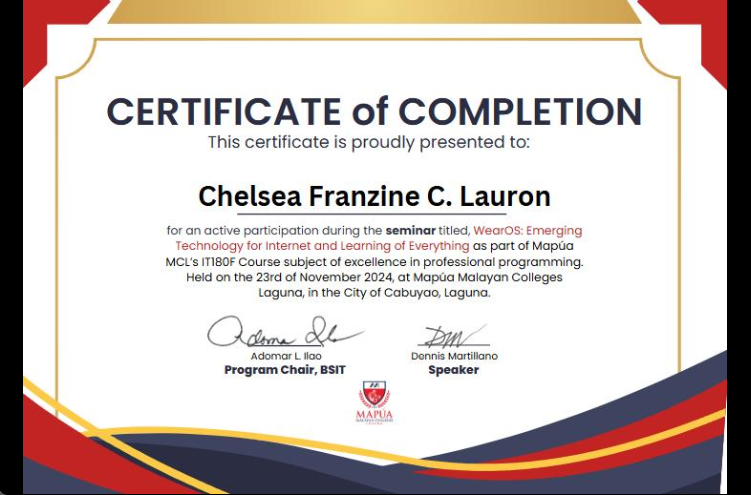 CERTIFICATE of COMPLETION
This certificate is proudly presented to:
Chelsea Franzine C. Lauron
for an active participation during the seminar titled, WearOS: Emerging
Technology for Internet and Learning of Everything as part of Mapúa
MCL's IT180F Course subject of excellence in professional programming.
Held on the 23rd of November 2024, at Mapúa Malayan Colleges
Laguna, in the City of Cabuyao, Laguna.
Adomar L. Ilao
Program Chair, BSIT
Dennis Martillano
Speaker
MAPÚA
MALAYAN COLLEGES
LAGUNA